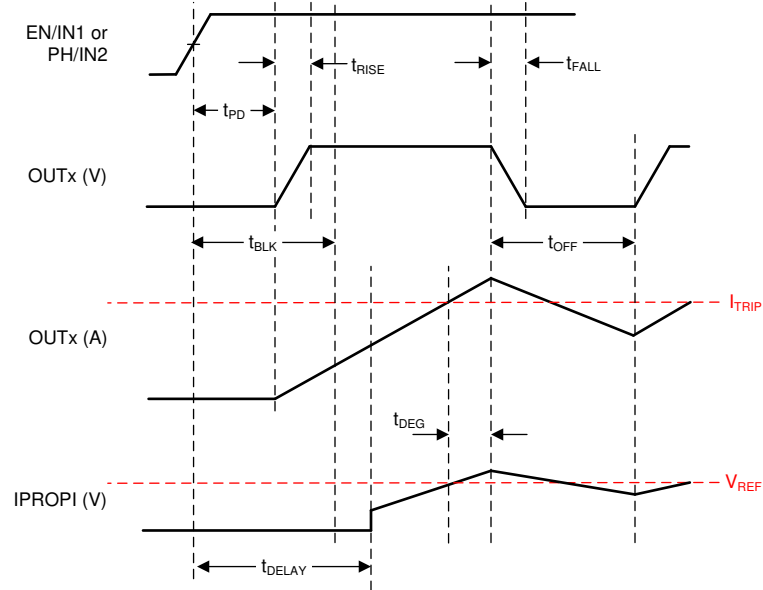 EN/IN1 or
PH/IN2
tRISE
tFALL
tPD
OUTx (V)
tBLK
tOFF
ITRIP
OUTx (A)
tDEG
VREF
IPROPI (V)
tDELAY